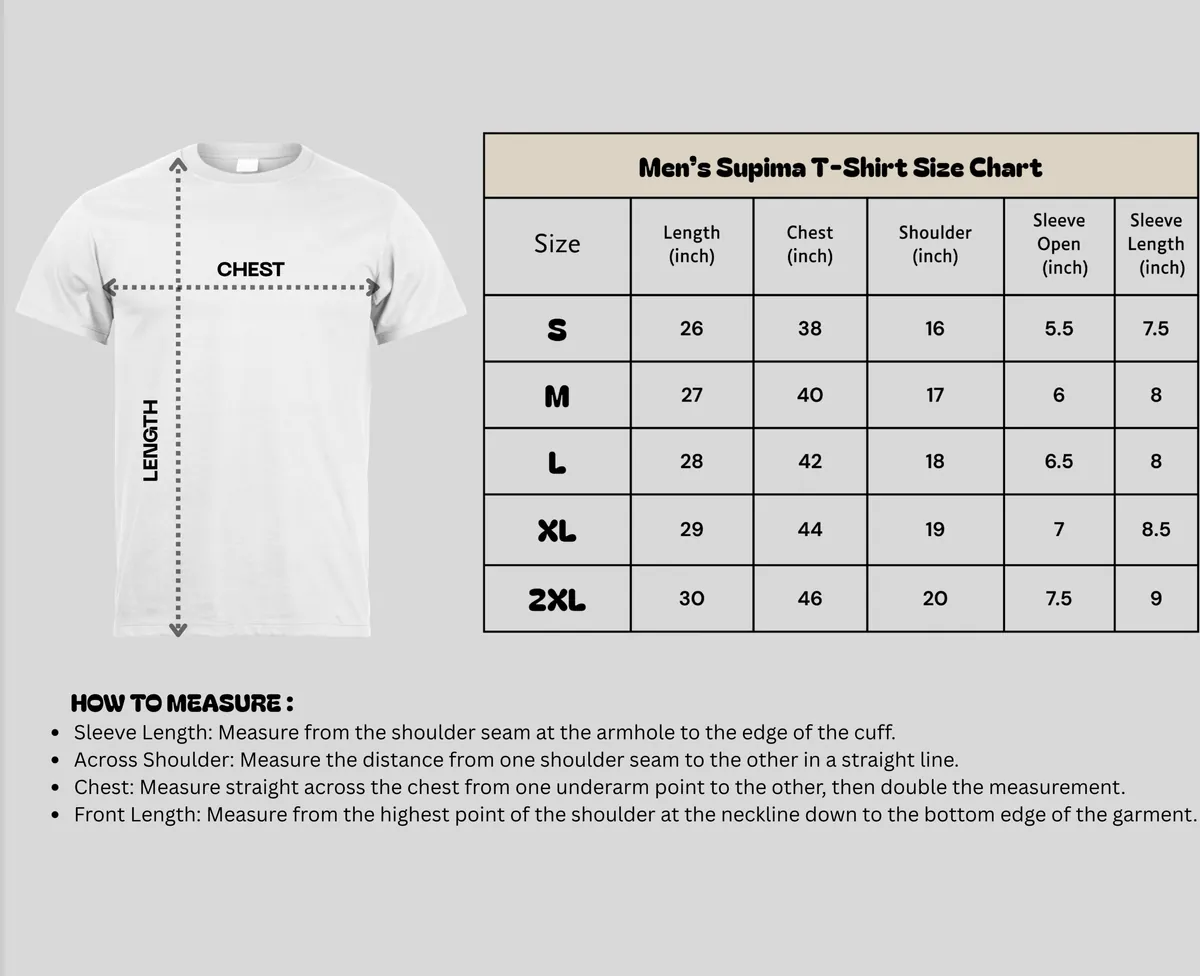 CHEST
LENGTH
Men's Supima T-Shirt Size Chart
Size Length (inch) Chest (inch) Shoulder (inch) Sleeve Open (inch) Sleeve Length (inch)
S 26 38 16 5.5 7.5
M 27 40 17 6 8
L 28 42 18 6.5 8
XL 29 44 19 7 8.5
2XL 30 46 20 7.5 9
HOW TO MEASURE :
• Sleeve Length: Measure from the shoulder seam at the armhole to the edge of the cuff.
• Across Shoulder: Measure the distance from one shoulder seam to the other in a straight line.
• Chest: Measure straight across the chest from one underarm point to the other, then double the measurement.
• Front Length: Measure from the highest point of the shoulder at the neckline down to the bottom edge of the garment.